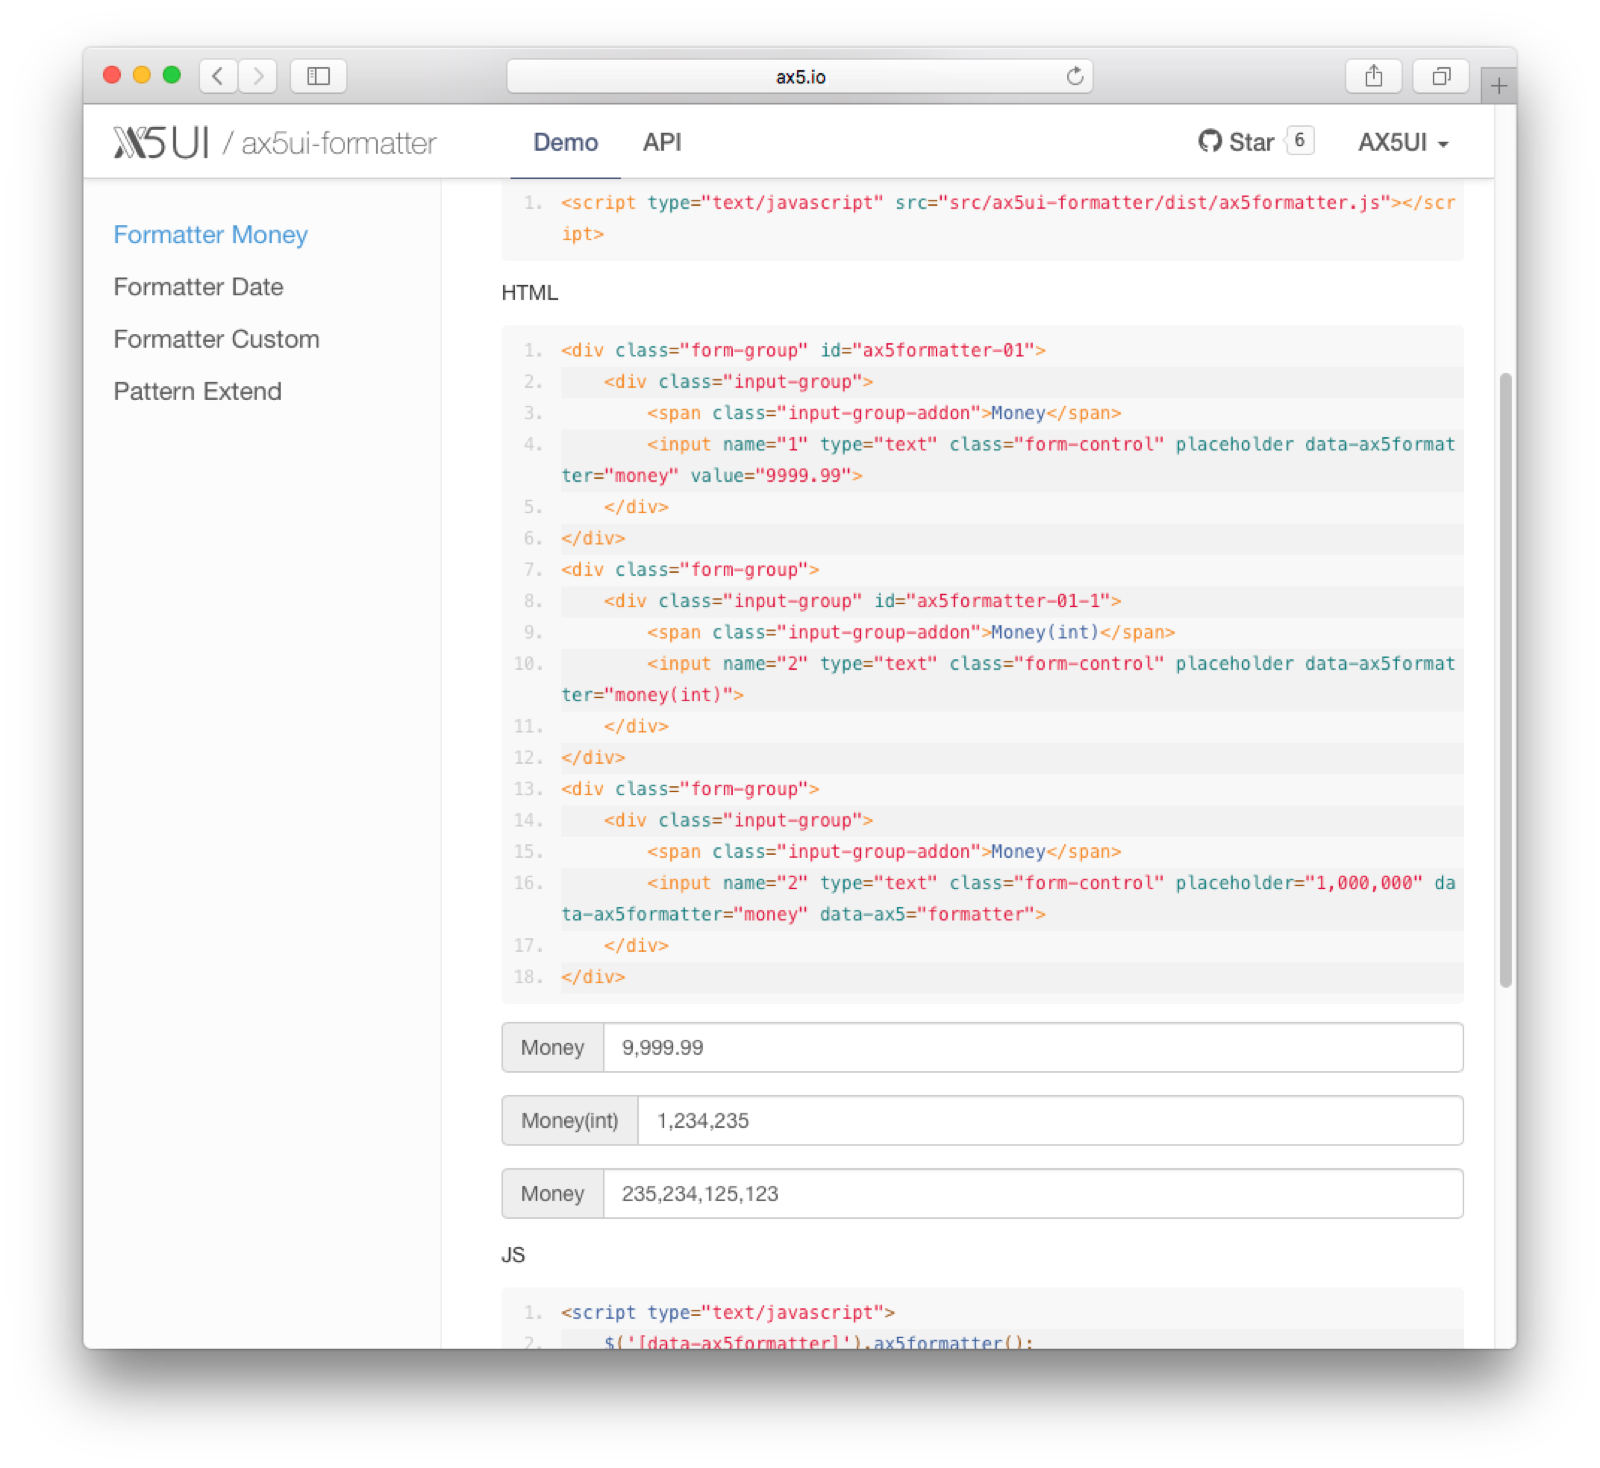 ax5.io
AX5UI / ax5ui-formatter
Demo
API
Star 6
AX5UI
Formatter Money
Formatter Date
Formatter Custom
Pattern Extend
1. <script type="text/javascript" src="src/ax5ui-formatter/dist/ax5formatter.js"></scr
ipt>
HTML
1. <div class="form-group" id="ax5formatter-01">
2. <div class="input-group">
3. <span class="input-group-addon">Money</span>
4. <input name="1" type="text" class="form-control" placeholder data-ax5format
ter="money" value="9999.99">
5. </div>
6. </div>
7. <div class="form-group">
8. <div class="input-group" id="ax5formatter-01-1">
9. <span class="input-group-addon">Money(int)</span>
10. <input name="2" type="text" class="form-control" placeholder data-ax5format
ter="money(int)">
11. </div>
12. </div>
13. <div class="form-group">
14. <div class="input-group">
15. <span class="input-group-addon">Money</span>
16. <input name="2" type="text" class="form-control" placeholder="1,000,000" da
ta-ax5formatter="money" data-ax5="formatter">
17. </div>
18. </div>
Money 9,999.99
Money(int) 1,234,235
Money 235,234,125,123
JS
1. <script type="text/javascript">
2. $('[data-ax5formatter]').ax5formatter();